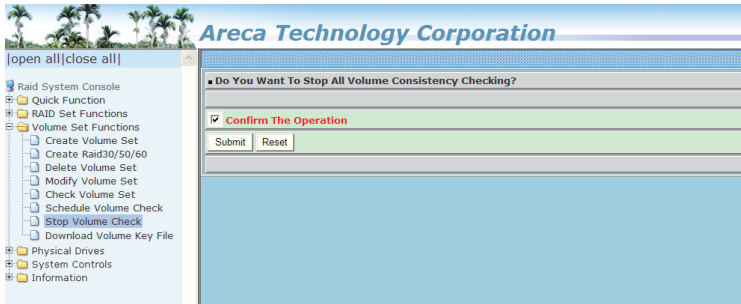 Areca Technology Corporation
|open all|close all|
Raid System Console
Quick Function
RAID Set Functions
Volume Set Functions
Create Volume Set
Create Raid30/50/60
Delete Volume Set
Modify Volume Set
Check Volume Set
Schedule Volume Check
Stop Volume Check
Download Volume Key File
Physical Drives
System Controls
Information
Do You Want To Stop All Volume Consistency Checking?
Confirm The Operation
Submit Reset